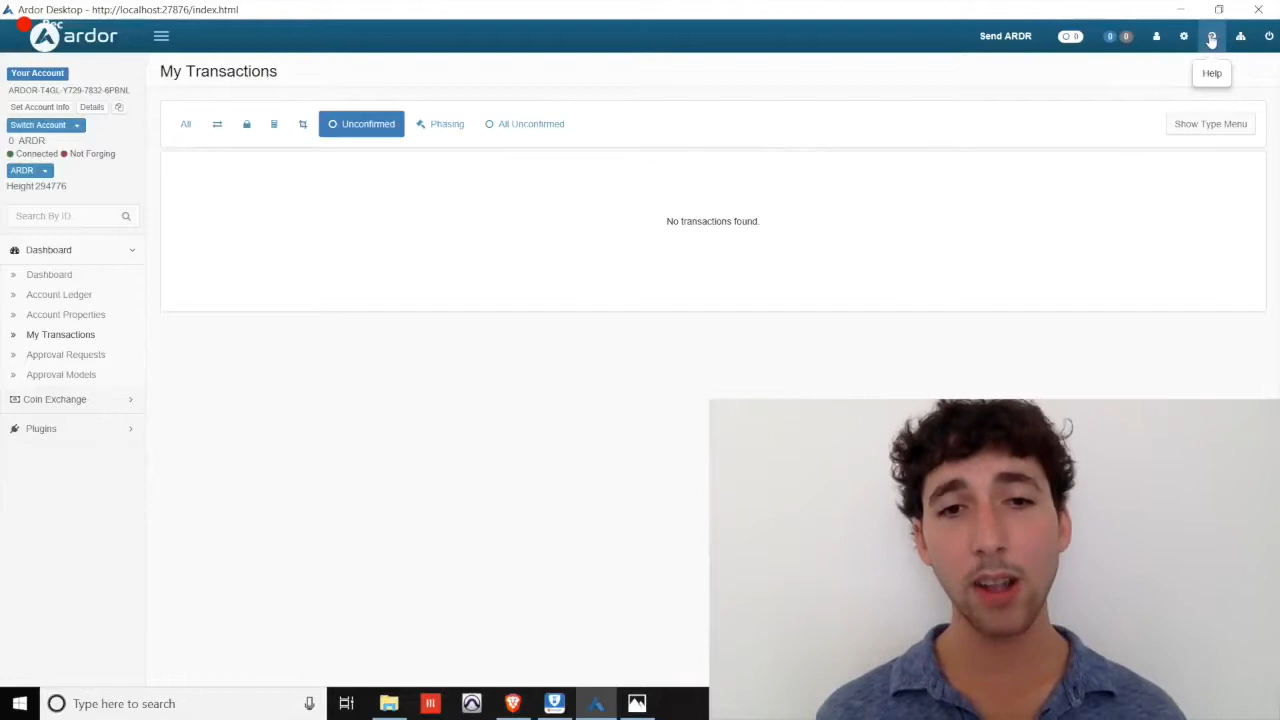 Ardor Desktop - http://localhost:27876/index.html
Rec
ardor
Send ARDR
0
0 0
Help
Your Account
ARDOR-T4GL-Y729-7832-6PBNL
Set Account Info Details
Switch Account
0 ARDR
Connected Not Forging
ARDR
Height 294776
Search By ID..
Dashboard
Dashboard
Account Ledger
Account Properties
My Transactions
Approval Requests
Approval Models
Coin Exchange
Plugins
My Transactions
All
Unconfirmed
Phasing
All Unconfirmed
Show Type Menu
No transactions found.
Type here to search